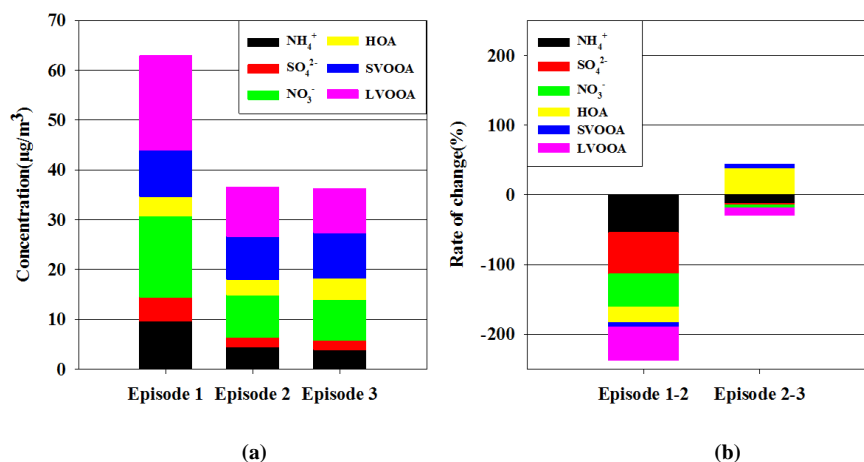 70
60
50
40
30
20
10
0
Concentration(μg/m³)
NH₄⁺ HOA
SO₄²⁻ SVOOA
NO₃⁻ LVOOA
Episode 1 Episode 2 Episode 3
(a)
200
100
0
-100
-200
Rate of change(%)
NH₄⁺
SO₄²⁻
NO₃⁻
HOA
SVOOA
LVOOA
Episode 1-2 Episode 2-3
(b)